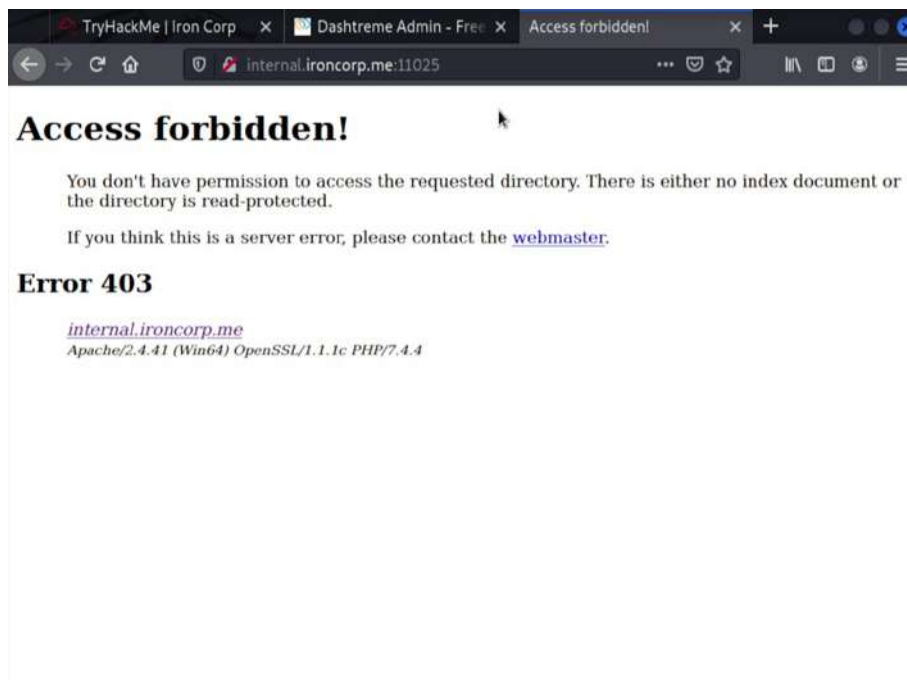 TryHackMe | Iron Corp
Dashtreme Admin - Free
Access forbidden!
internal.ironcorp.me:11025
Access forbidden!
You don't have permission to access the requested directory. There is either no index document or
the directory is read-protected.
If you think this is a server error, please contact the webmaster.
Error 403
internal.ironcorp.me
Apache/2.4.41 (Win64) OpenSSL/1.1.1c PHP/7.4.4